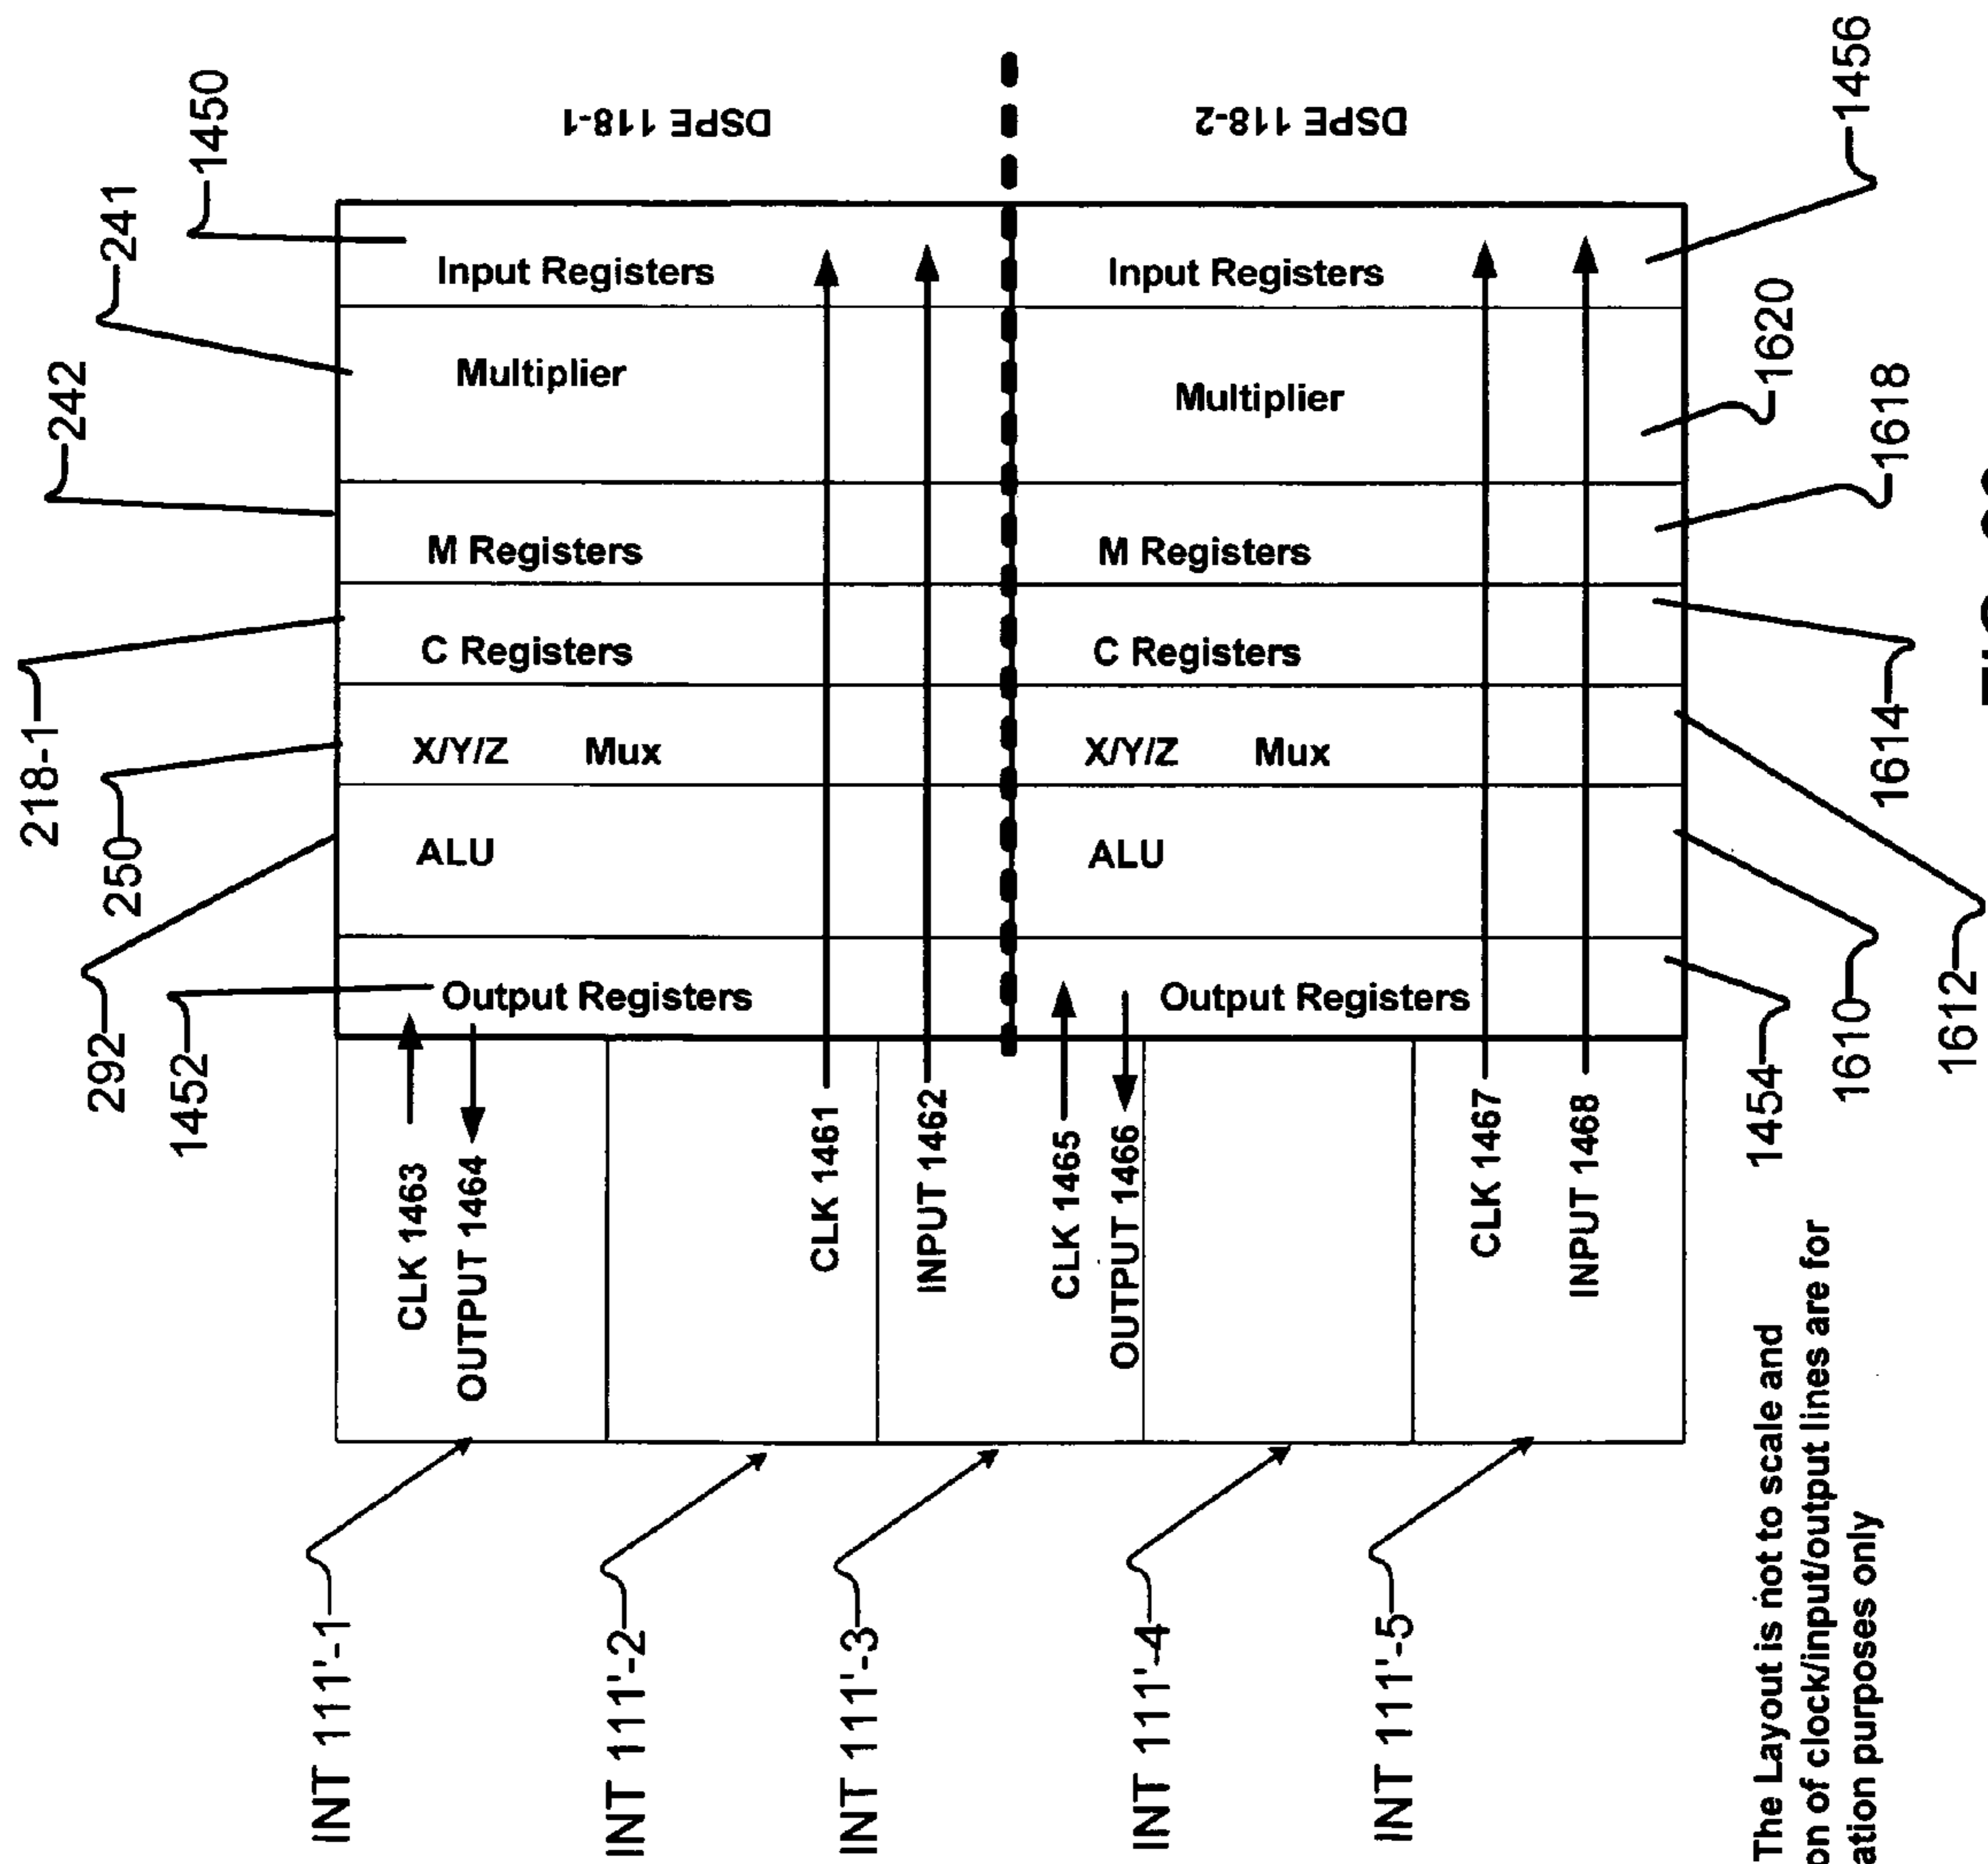 218-1
242
241
1450
250
292
1452
DSPE 118-1
DSPE 118-2
Input Registers
Multiplier
M Registers
C Registers
X/Y/Z Mux
ALU
Output Registers
Input Registers
Multiplier
M Registers
C Registers
X/Y/Z Mux
ALU
Output Registers
CLK 1463
OUTPUT 1464
CLK 1461
INPUT 1462
CLK 1465
OUTPUT 1466
CLK 1467
INPUT 1468
INT 111'-1
INT 111'-2
INT 111'-3
INT 111'-4
INT 111'-5
1456
1620
1618
1614
1612
1610
1454
The Layout is not to scale and
of clock/input/output lines are for
purposes only